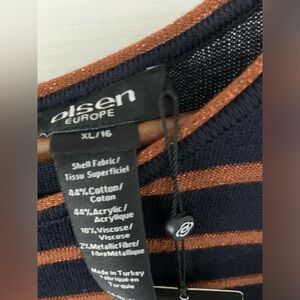 olsen
EUROPE
XL/16
Shell Fabric/
Tissu Superficiel
44%Cotton/
Coton
44%Acrylic/
Acrylique
10%Viscose/
Viscose
2%MetallicFibre/
FibreMétallique
Made in Turkey
Fabriqué en
Turquie